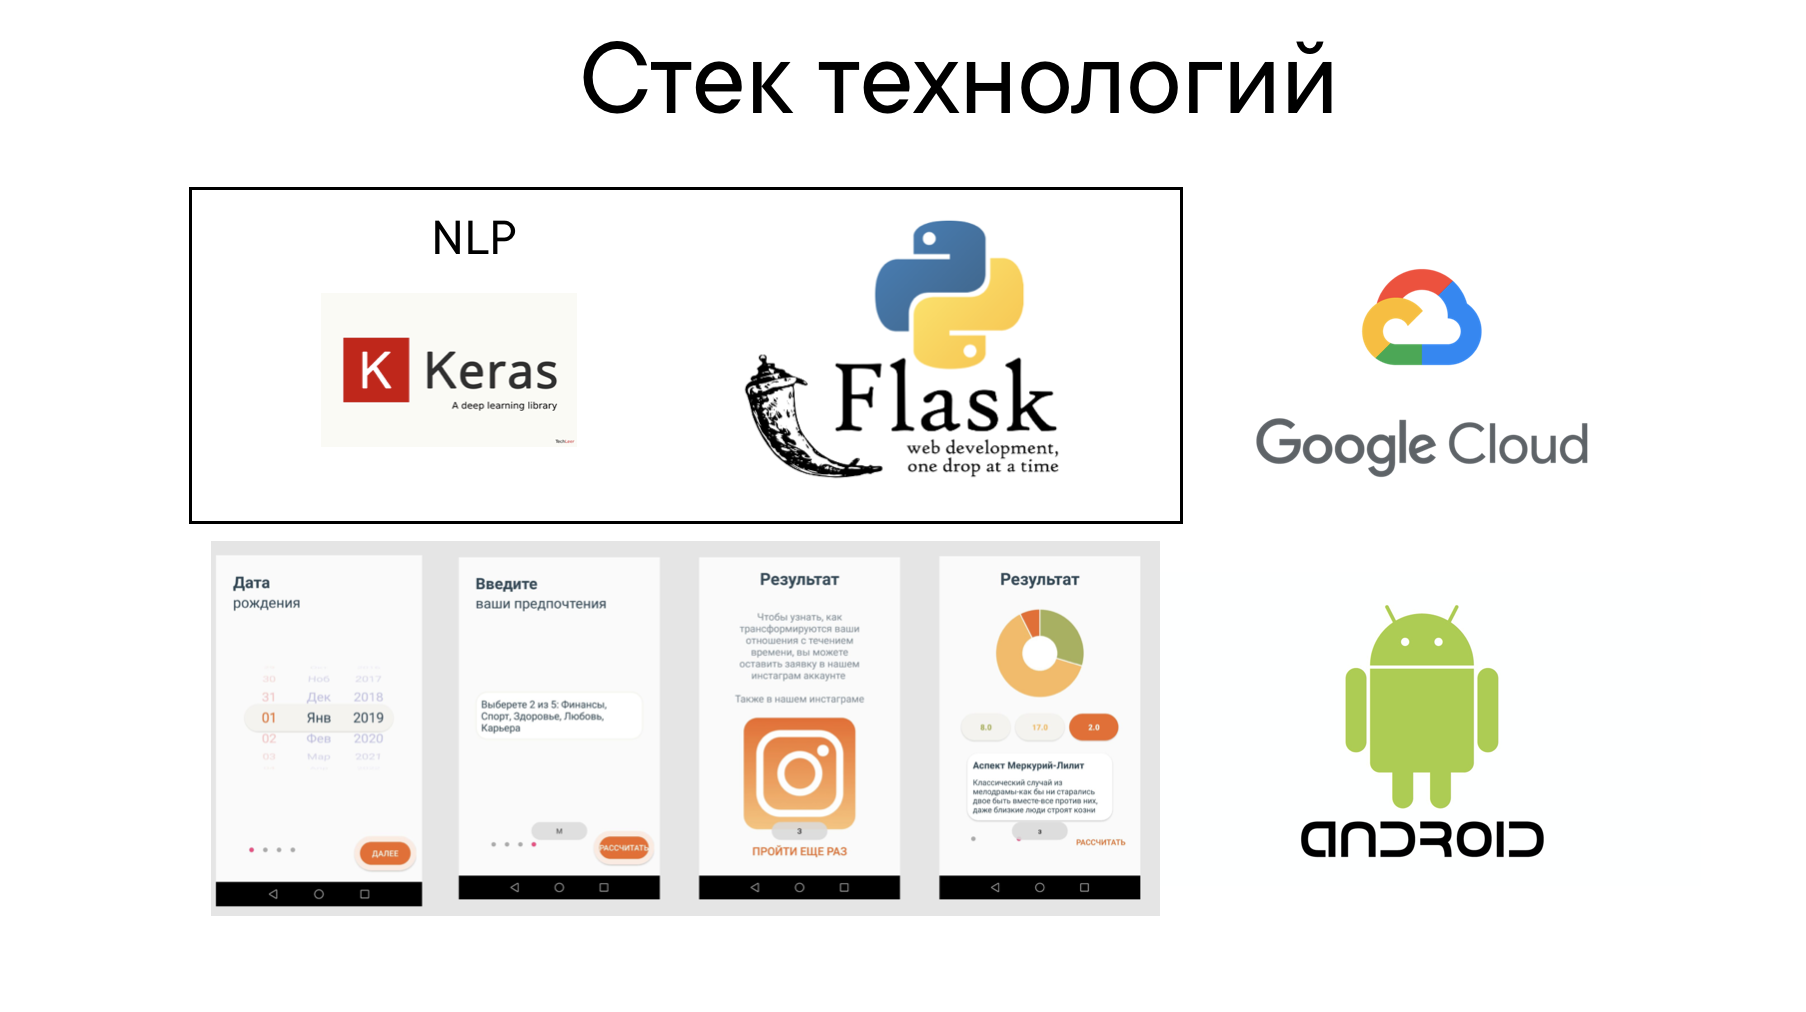 Стек технологий
NLP
K Keras
A deep learning library
Flask
web development,
one drop at a time
Google Cloud
Дата
рождения
30 Ноб 2017
31 Дек 2018
01 Янв 2019
02 Фев 2020
03 Мар 2021
ДАЛЕЕ
Введите
ваши предпочтения
Выберете 2 из 5: Финансы,
Спорт, Здоровье, Любовь,
Карьера
М
РАССЧИТАТЬ
Результат
Чтобы узнать, как
трансформируются ваши
отношения с течением
времени, вы можете
оставить заявку в нашем
инстаграм аккаунте
Также в нашем инстаграме
З
ПРОЙТИ ЕЩЕ РАЗ
Результат
8.0 17.0 2.0
Аспект Меркурий-Лилит
Классический случай из
мелодрамы-как бы ни старались
двое быть вместе-все против них,
даже близкие люди строят козни
з
РАССЧИТАТЬ
ANDROID